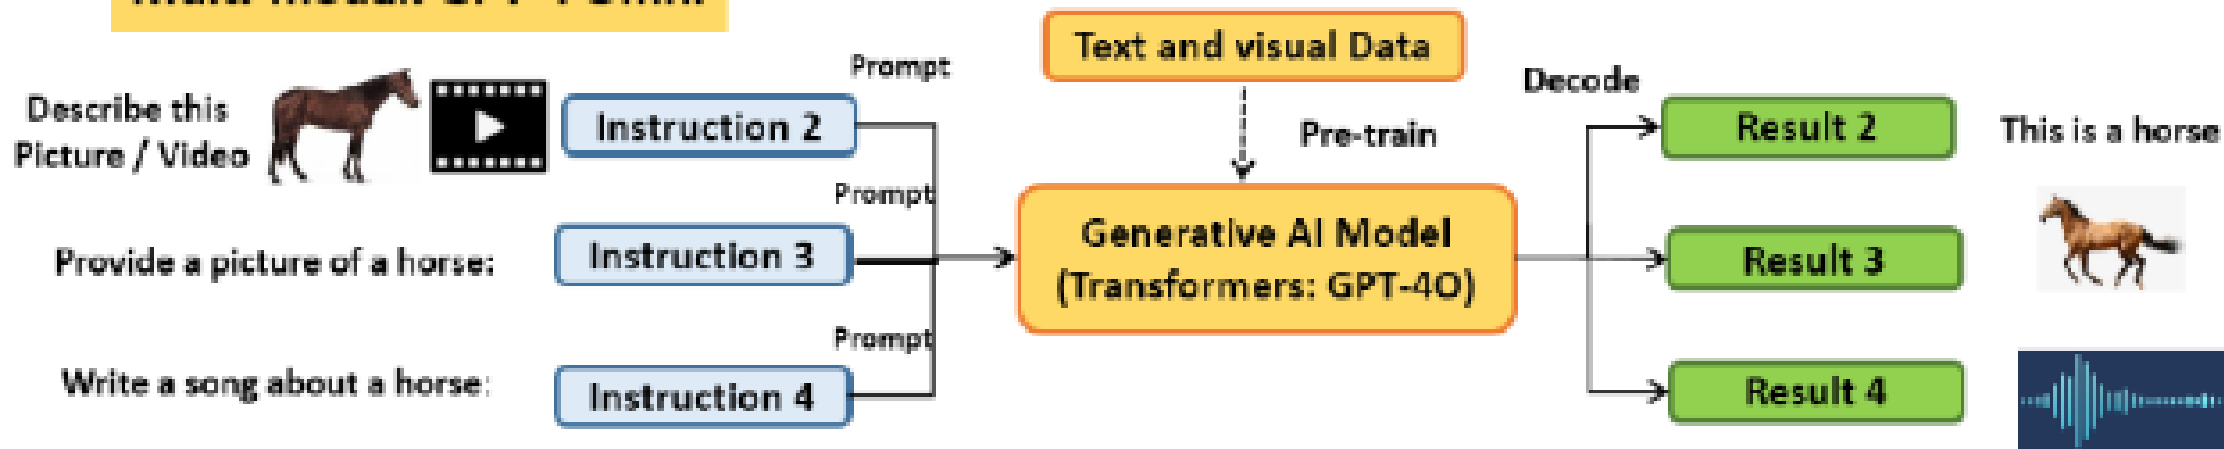 Text and visual Data
Prompt
Decode
Describe this
Picture / Video
Instruction 2
Pre-train
Result 2
This is a horse
Prompt
Provide a picture of a horse:
Instruction 3
Generative AI Model
(Transformers: GPT-4O)
Result 3
Prompt
Write a song about a horse:
Instruction 4
Result 4